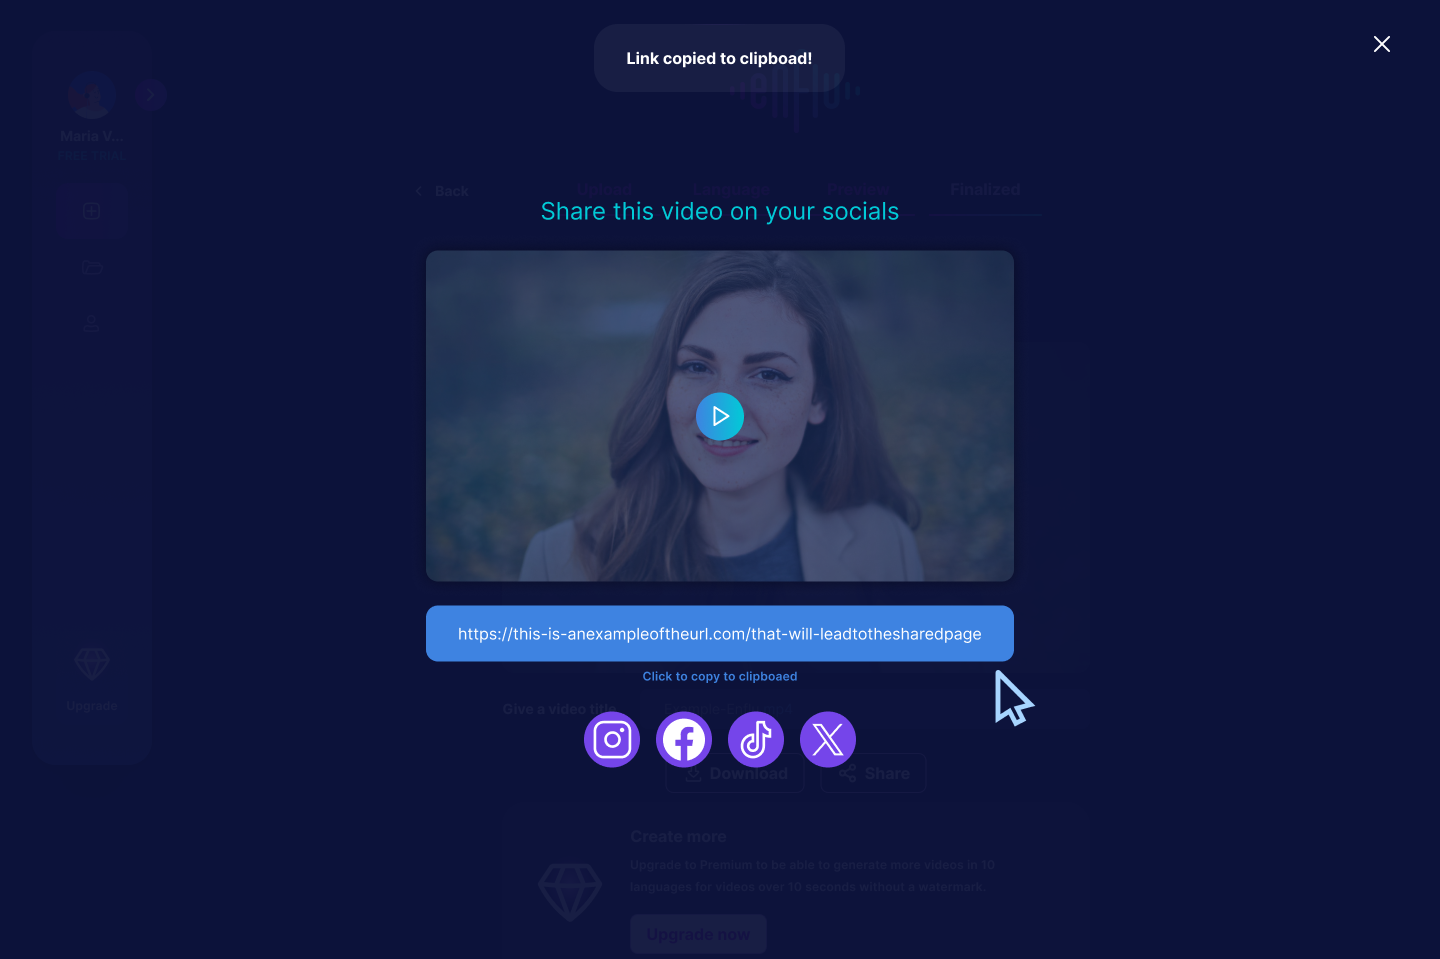 Link copied to clipboad!
Maria V...
FREE TRIAL
Back
Upload
Language
Preview
Finalized
Share this video on your socials
https://this-is-anexampleoftheurl.com/that-will-leadtothesharedpage
Click to copy to clipboaed
Upgrade
Give a video title
Download
Share
Create more
Upgrade to Premium to be able to generate more videos in 10
languages for videos over 10 seconds without a watermark.
Upgrade now